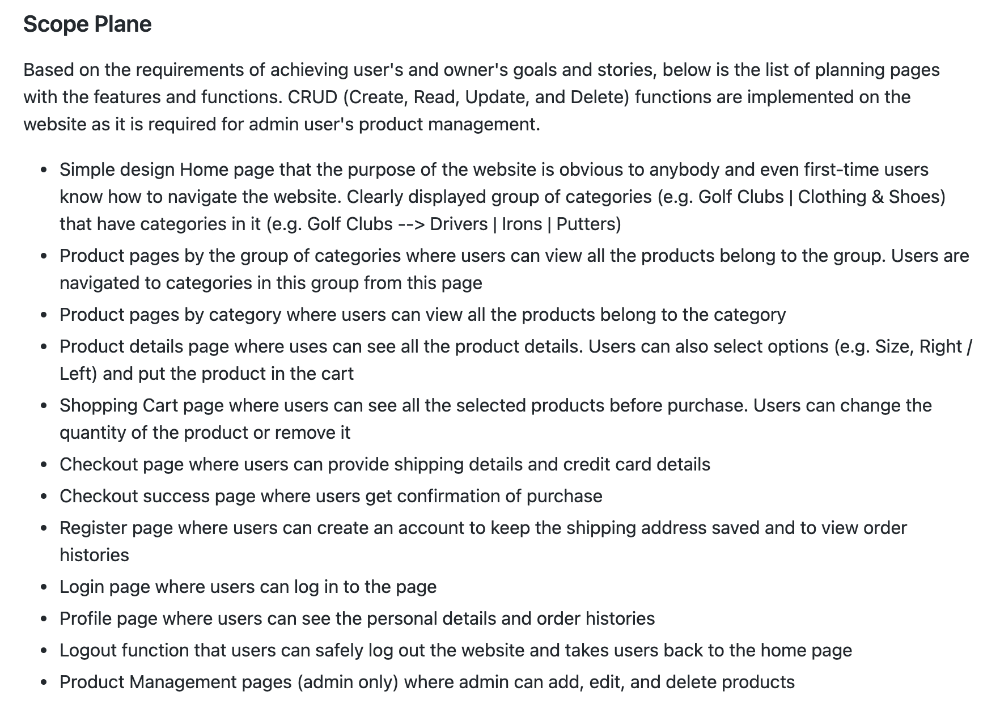 Scope Plane
Based on the requirements of achieving user's and owner's goals and stories, below is the list of planning pages
with the features and functions. CRUD (Create, Read, Update, and Delete) functions are implemented on the
website as it is required for admin user's product management.
• Simple design Home page that the purpose of the website is obvious to anybody and even first-time users
know how to navigate the website. Clearly displayed group of categories (e.g. Golf Clubs | Clothing & Shoes)
that have categories in it (e.g. Golf Clubs --> Drivers | Irons | Putters)
• Product pages by the group of categories where users can view all the products belong to the group. Users are
navigated to categories in this group from this page
• Product pages by category where users can view all the products belong to the category
• Product details page where uses can see all the product details. Users can also select options (e.g. Size, Right /
Left) and put the product in the cart
• Shopping Cart page where users can see all the selected products before purchase. Users can change the
quantity of the product or remove it
• Checkout page where users can provide shipping details and credit card details
• Checkout success page where users get confirmation of purchase
• Register page where users can create an account to keep the shipping address saved and to view order
histories
• Login page where users can log in to the page
• Profile page where users can see the personal details and order histories
• Logout function that users can safely log out the website and takes users back to the home page
• Product Management pages (admin only) where admin can add, edit, and delete products